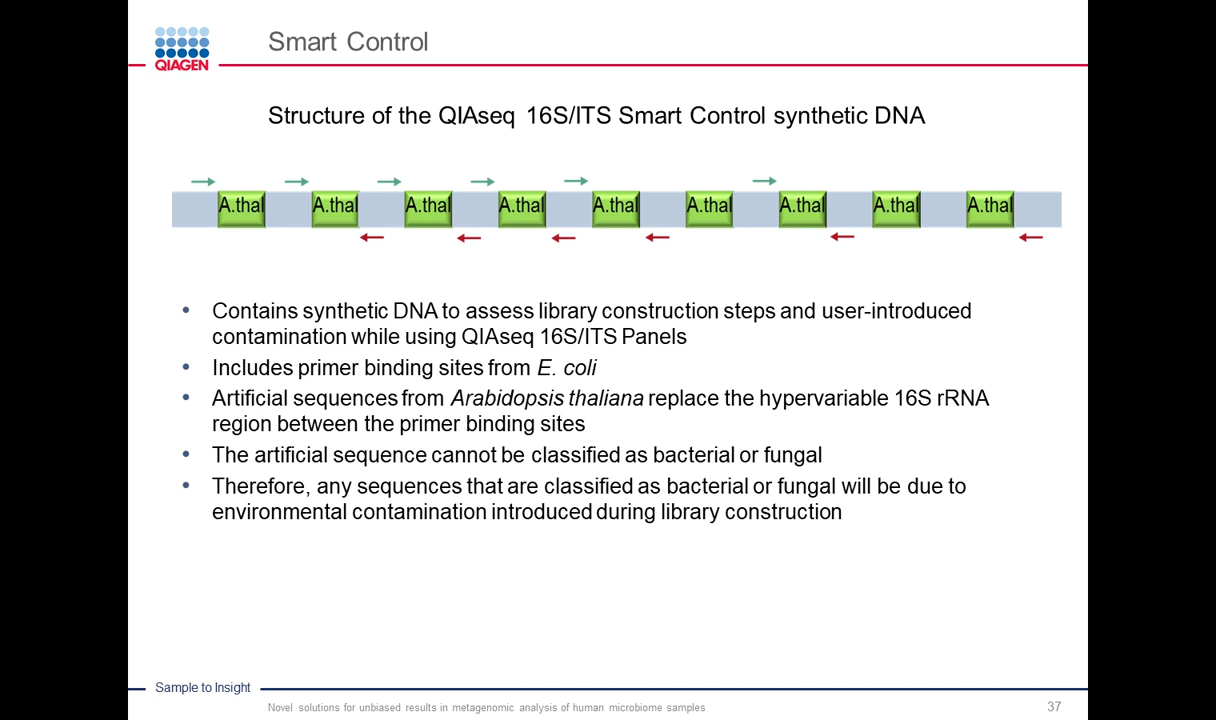 QIAGEN
Smart Control
Structure of the QIAseq 16S/ITS Smart Control synthetic DNA
A.thal A.thal A.thal A.thal A.thal A.thal A.thal A.thal A.thal
• Contains synthetic DNA to assess library construction steps and user-introduced
contamination while using QIAseq 16S/ITS Panels
• Includes primer binding sites from E. coli
• Artificial sequences from Arabidopsis thaliana replace the hypervariable 16S rRNA
region between the primer binding sites
• The artificial sequence cannot be classified as bacterial or fungal
• Therefore, any sequences that are classified as bacterial or fungal will be due to
environmental contamination introduced during library construction
Sample to Insight
Novel solutions for unbiased results in metagenomic analysis of human microbiome samples
37